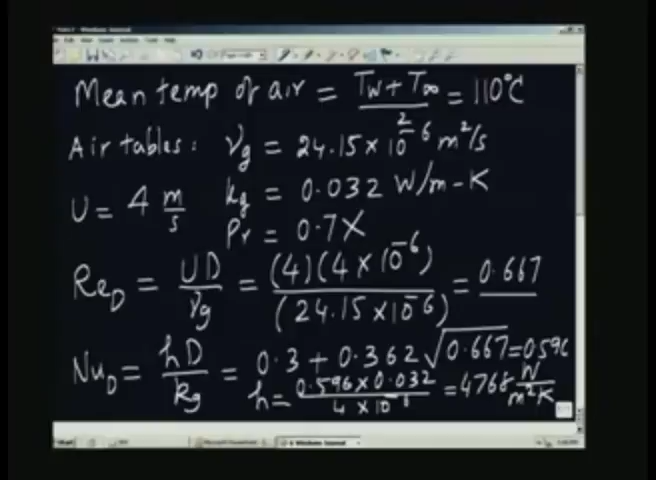 Mean temp of air = (Tw + T∞)/2 = 110°C
Air tables: νg = 24.15 × 10^-6 m²/s
U = 4 m/s
kg = 0.032 W/m-K
Pr = 0.7
Re_D = UD/νg = (4)(4 × 10^-6)/(24.15 × 10^-6) = 0.667
Nu_D = hD/kg = 0.3 + 0.362 √0.667 = 0.596
h = 0.596 × 0.032 / 4 × 10^-6 = 4768 W/m²K